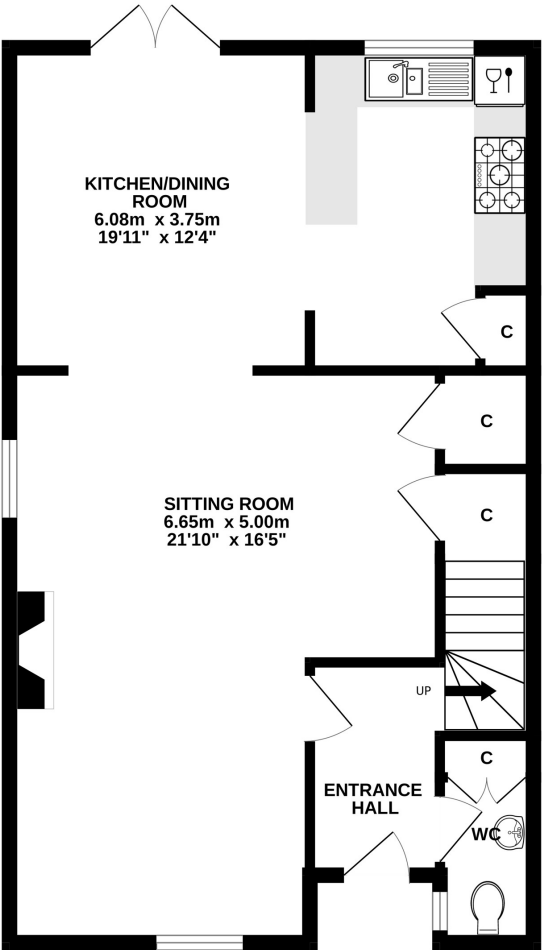 KITCHEN/DINING
ROOM
6.08m x 3.75m
19'11" x 12'4"
C
C
SITTING ROOM
6.65m x 5.00m
21'10" x 16'5"
C
UP
C
ENTRANCE
HALL
WC